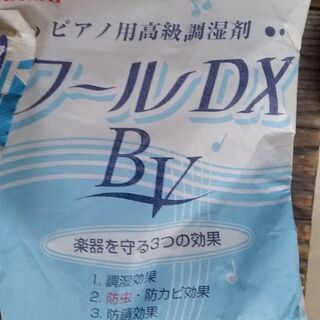 ピアノ用高級調湿剤
フールDX
BV
楽器を守る3つの効果
1. 調湿効果
2. 防虫・防カビ効果
3. 防錆効果